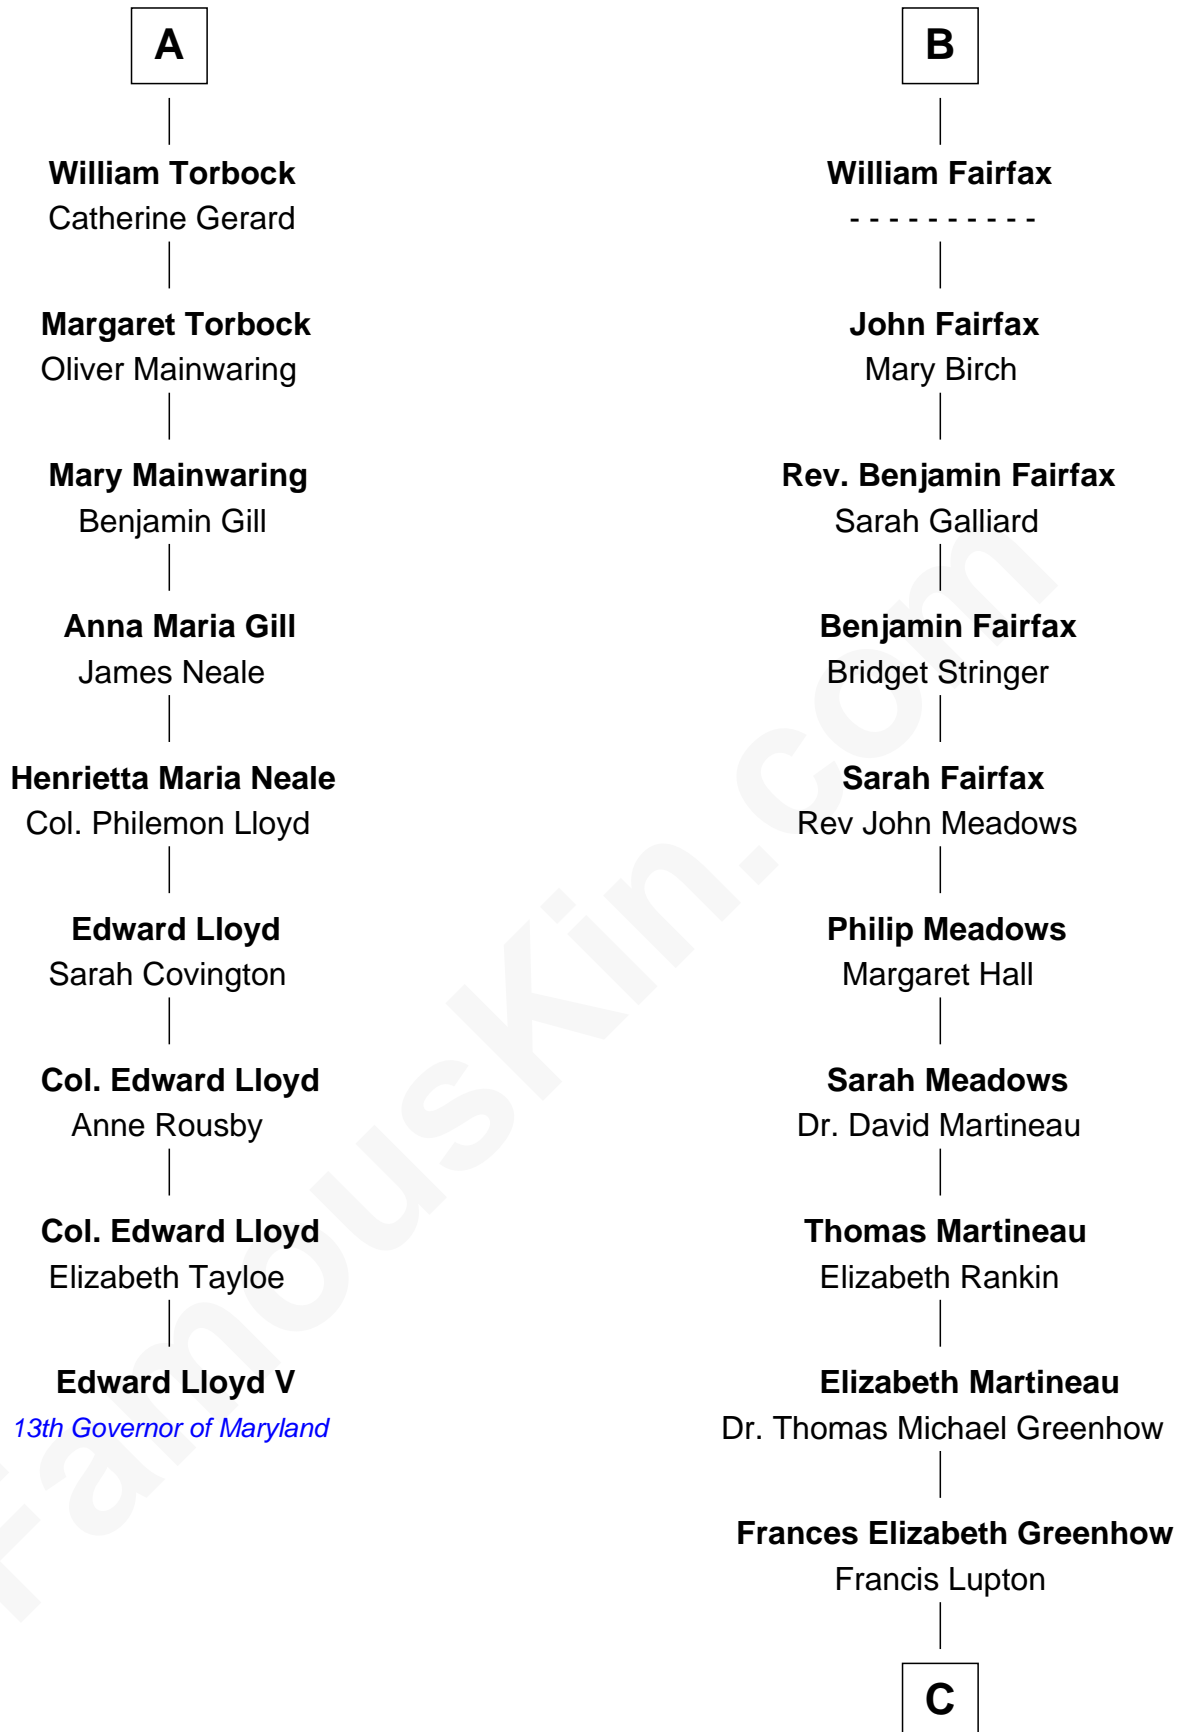 A
William Torbock
Catherine Gerard
Margaret Torbock
Oliver Mainwaring
Mary Mainwaring
Benjamin Gill
Anna Maria Gill
James Neale
Henrietta Maria Neale
Col. Philemon Lloyd
Edward Lloyd
Sarah Covington
Col. Edward Lloyd
Anne Rousby
Col. Edward Lloyd
Elizabeth Tayloe
Edward Lloyd V
13th Governor of Maryland
B
William Fairfax
- - - - - - - - - -
John Fairfax
Mary Birch
Rev. Benjamin Fairfax
Sarah Galliard
Benjamin Fairfax
Bridget Stringer
Sarah Fairfax
Rev John Meadows
Philip Meadows
Margaret Hall
Sarah Meadows
Dr. David Martineau
Thomas Martineau
Elizabeth Rankin
Elizabeth Martineau
Dr. Thomas Michael Greenhow
Frances Elizabeth Greenhow
Francis Lupton
C
FamousKin.com